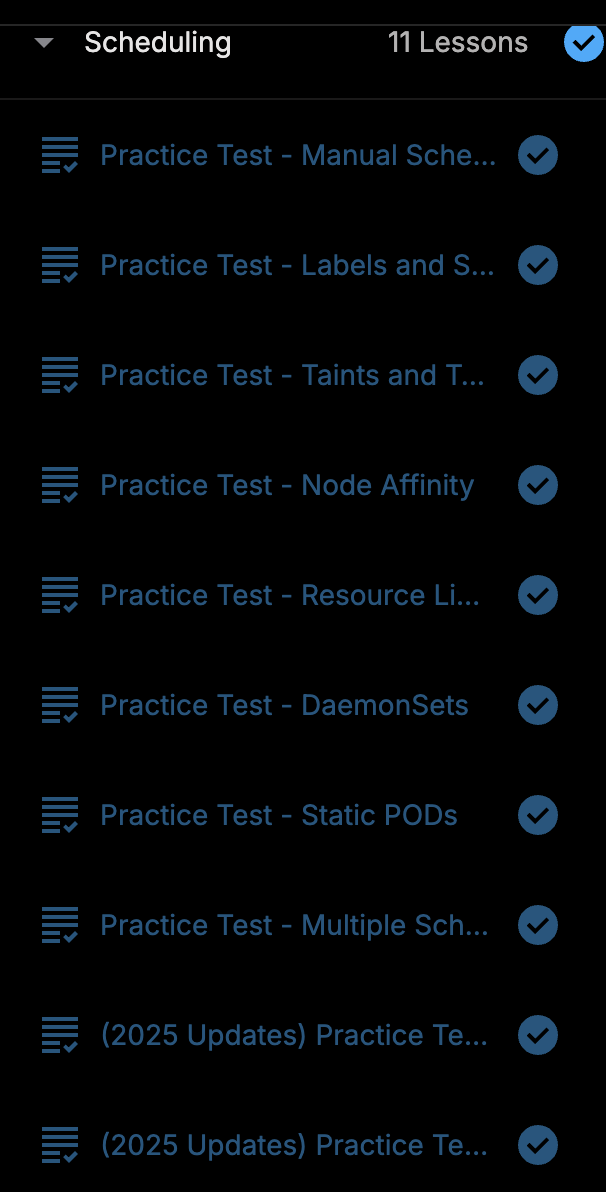 Scheduling 11 Lessons
Practice Test - Manual Sche...
Practice Test - Labels and S...
Practice Test - Taints and T...
Practice Test - Node Affinity
Practice Test - Resource Li...
Practice Test - DaemonSets
Practice Test - Static PODs
Practice Test - Multiple Sch...
(2025 Updates) Practice Te...
(2025 Updates) Practice Te...